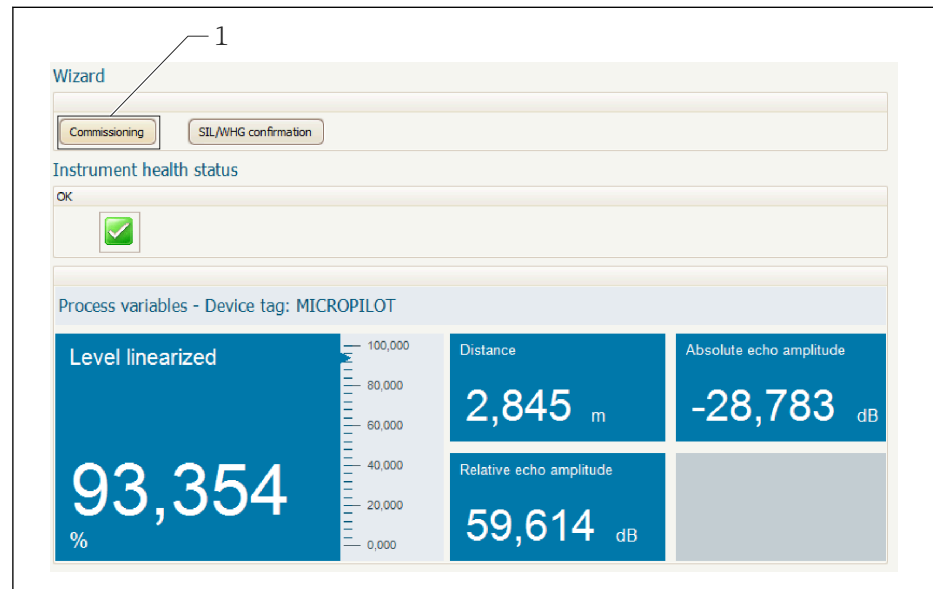 1
Wizard
Commissioning
SIL/WHG confirmation
Instrument health status
OK
Process variables - Device tag: MICROPILOT
Level linearized
93,354
%
100,000
80,000
60,000
40,000
20,000
0,000
Distance
2,845 m
Absolute echo amplitude
-28,783 dB
Relative echo amplitude
59,614 dB